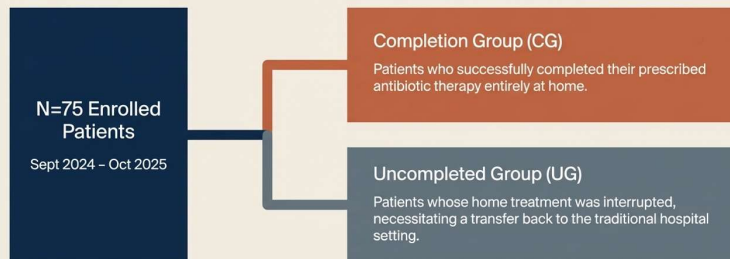 N=75 Enrolled
Patients
Sept 2024 – Oct 2025
Completion Group (CG)
Patients who successfully completed their prescribed
antibiotic therapy entirely at home.
Uncompleted Group (UG)
Patients whose home treatment was interrupted,
necessitating a transfer back to the traditional hospital
setting.